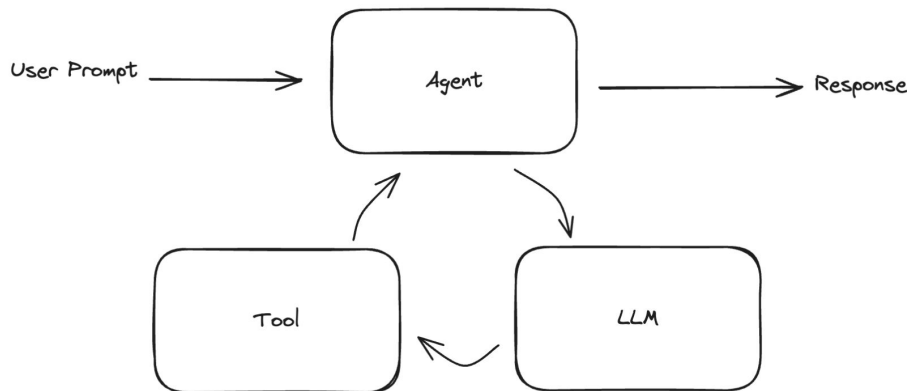 User Prompt
Agent
Response
Tool
LLM